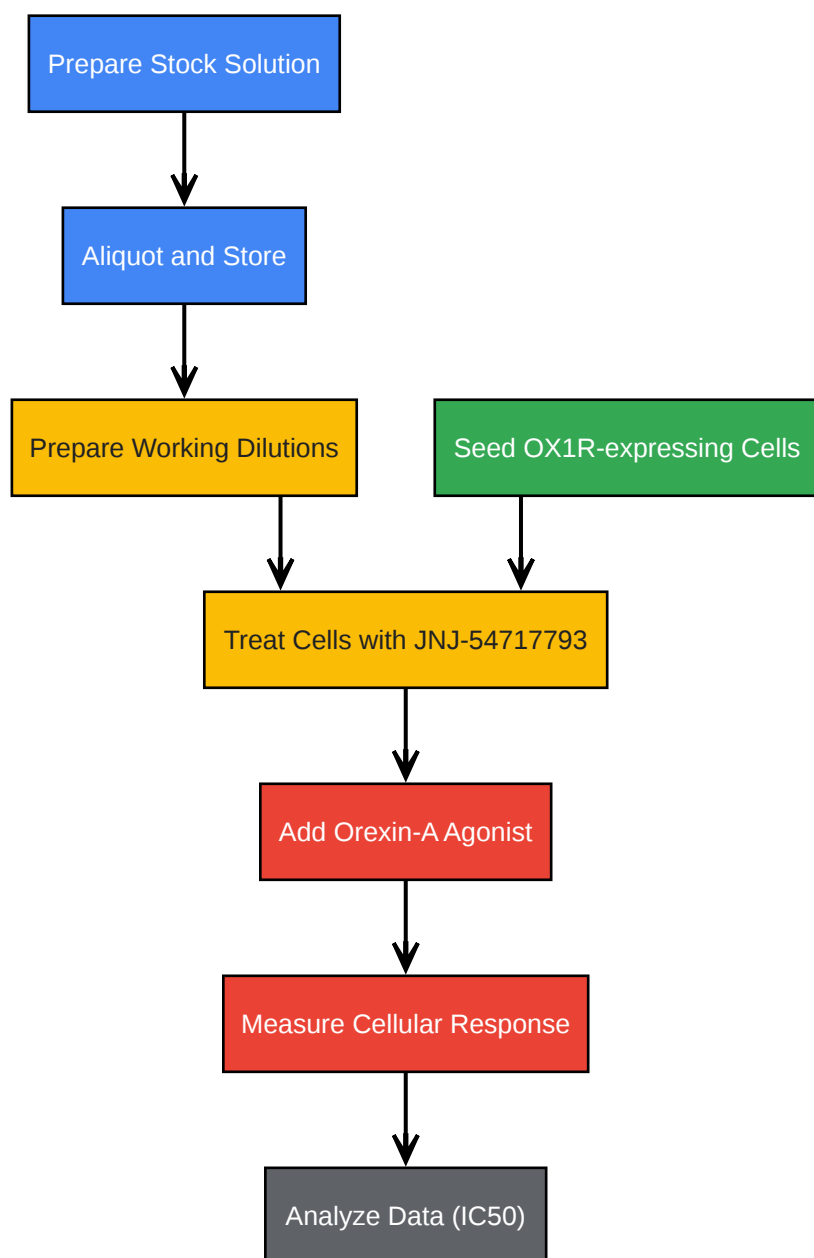 Prepare Stock Solution
Aliquot and Store
Prepare Working Dilutions
Seed OX1R-expressing Cells
Treat Cells with JNJ-54717793
Add Orexin-A Agonist
Measure Cellular Response
Analyze Data (IC50)